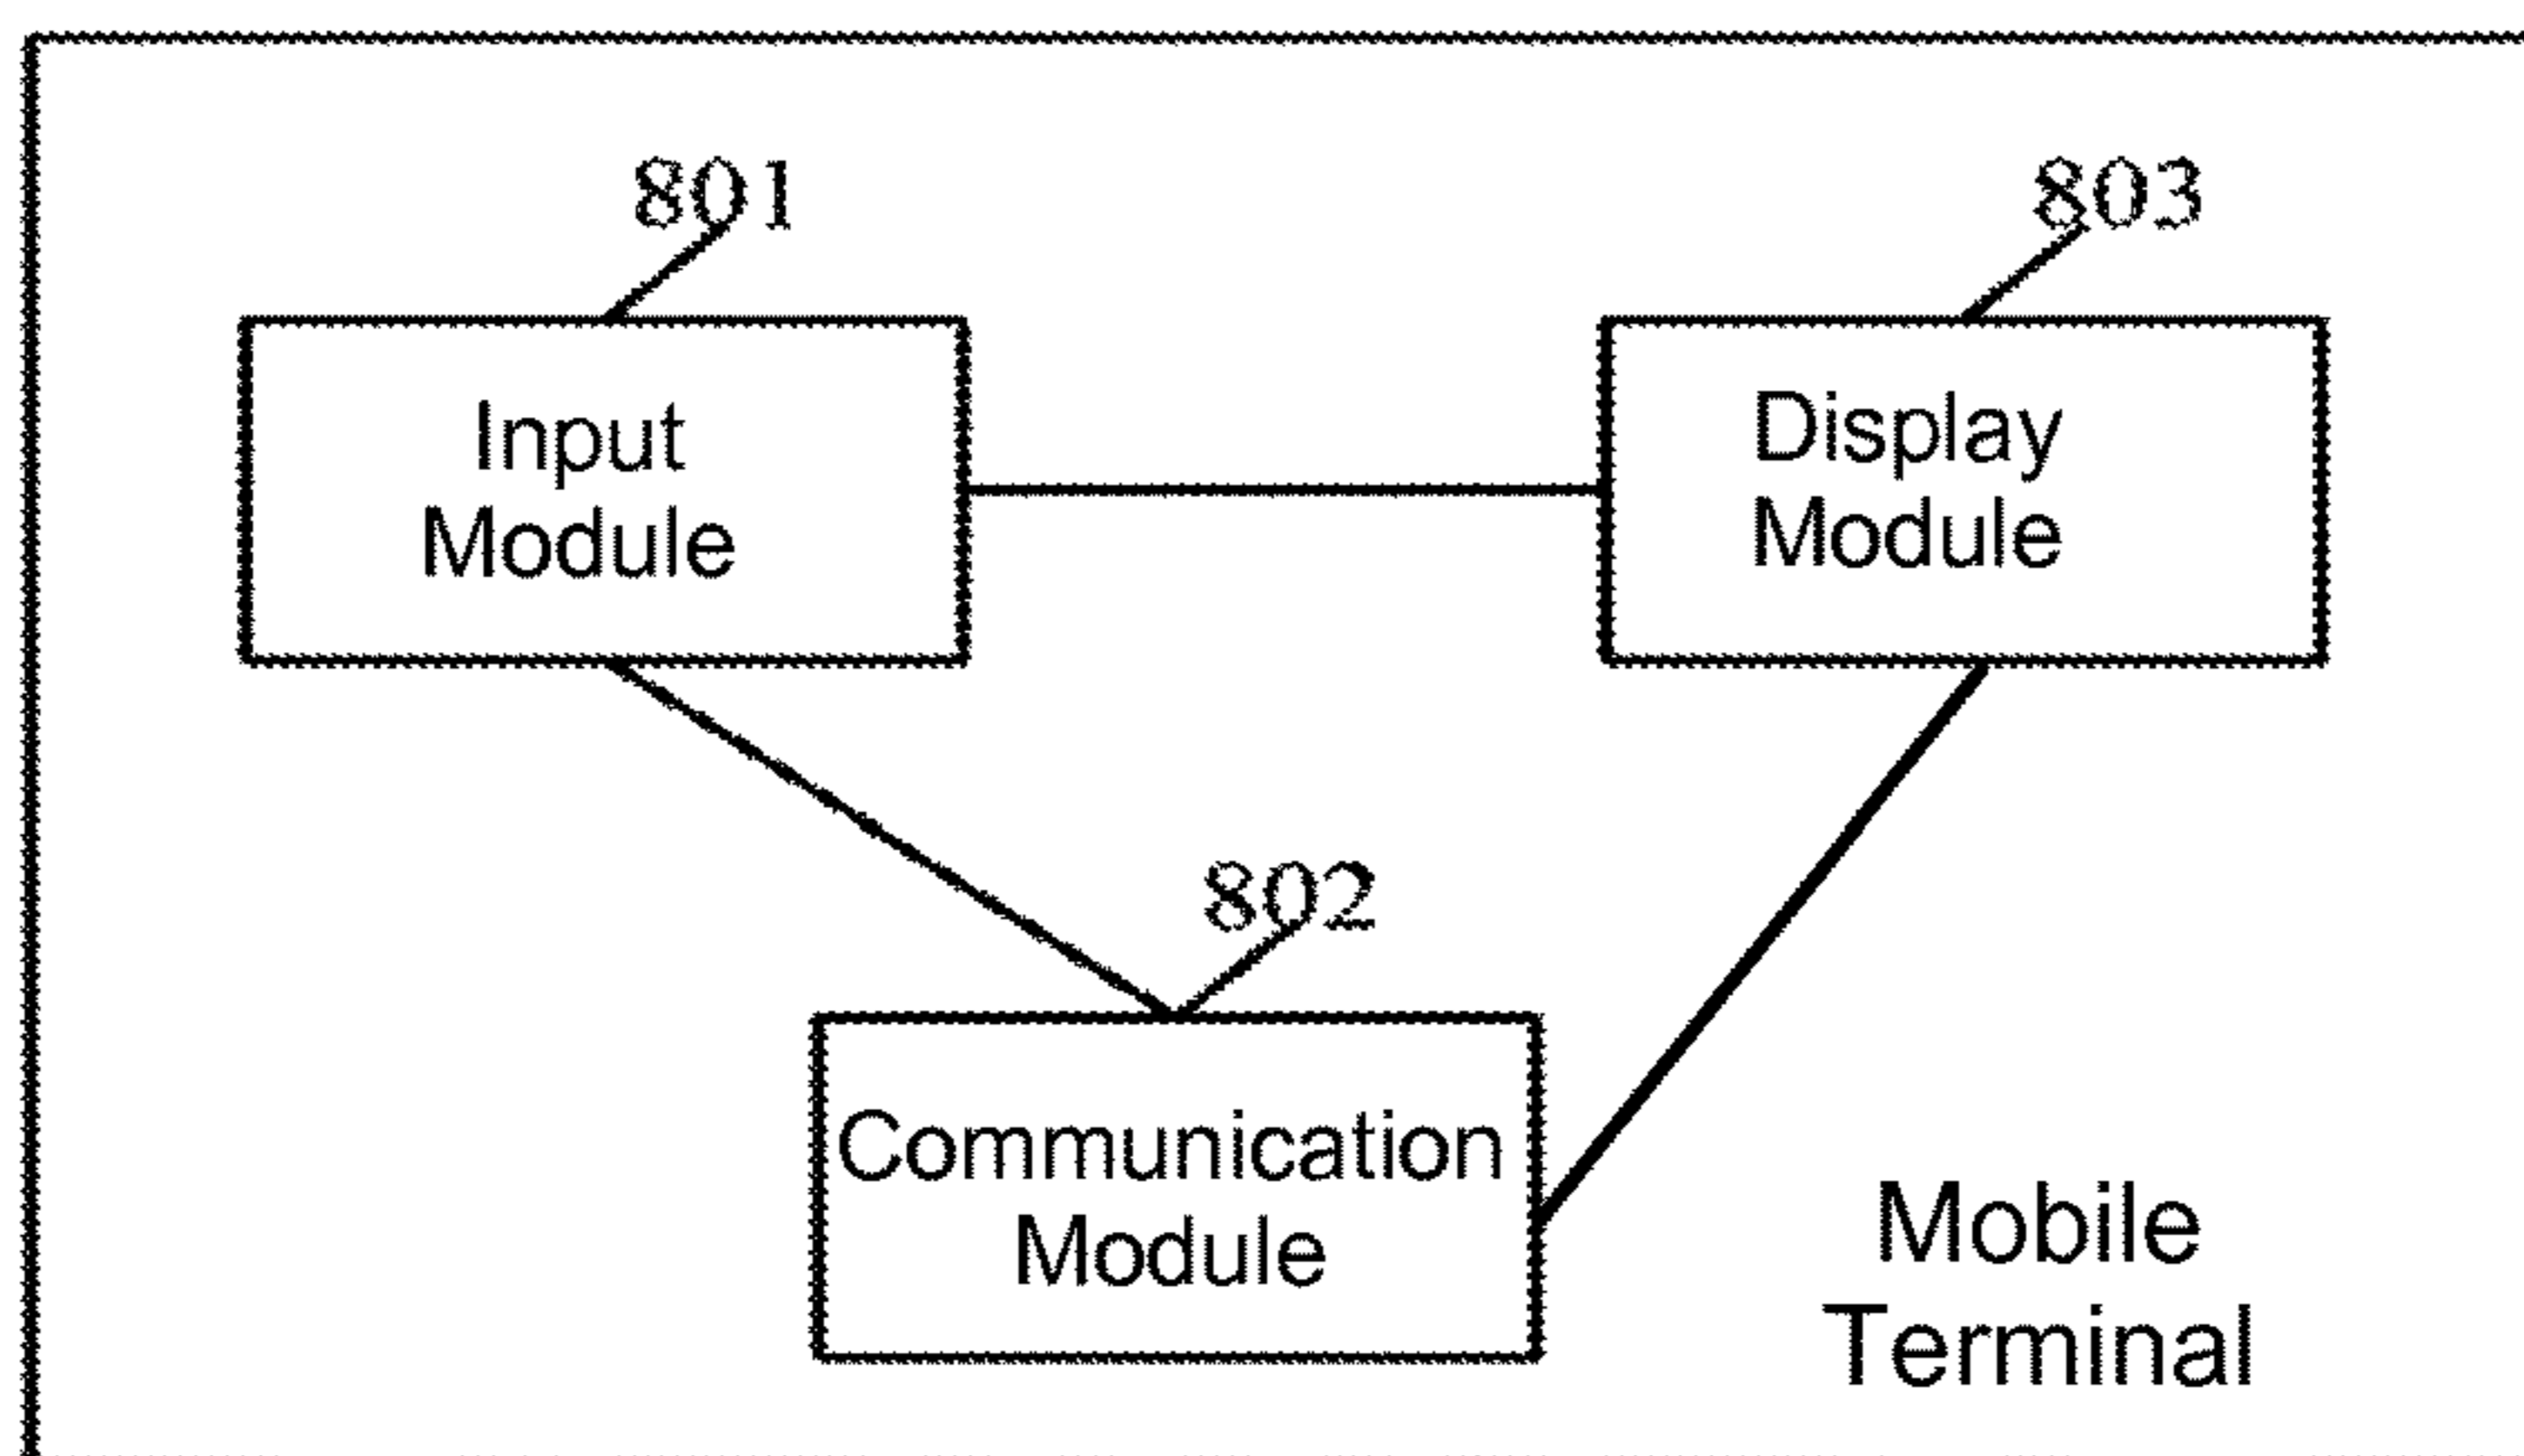 801
803
Input
Module
Display
Module
802
Communication
Module
Mobile
Terminal